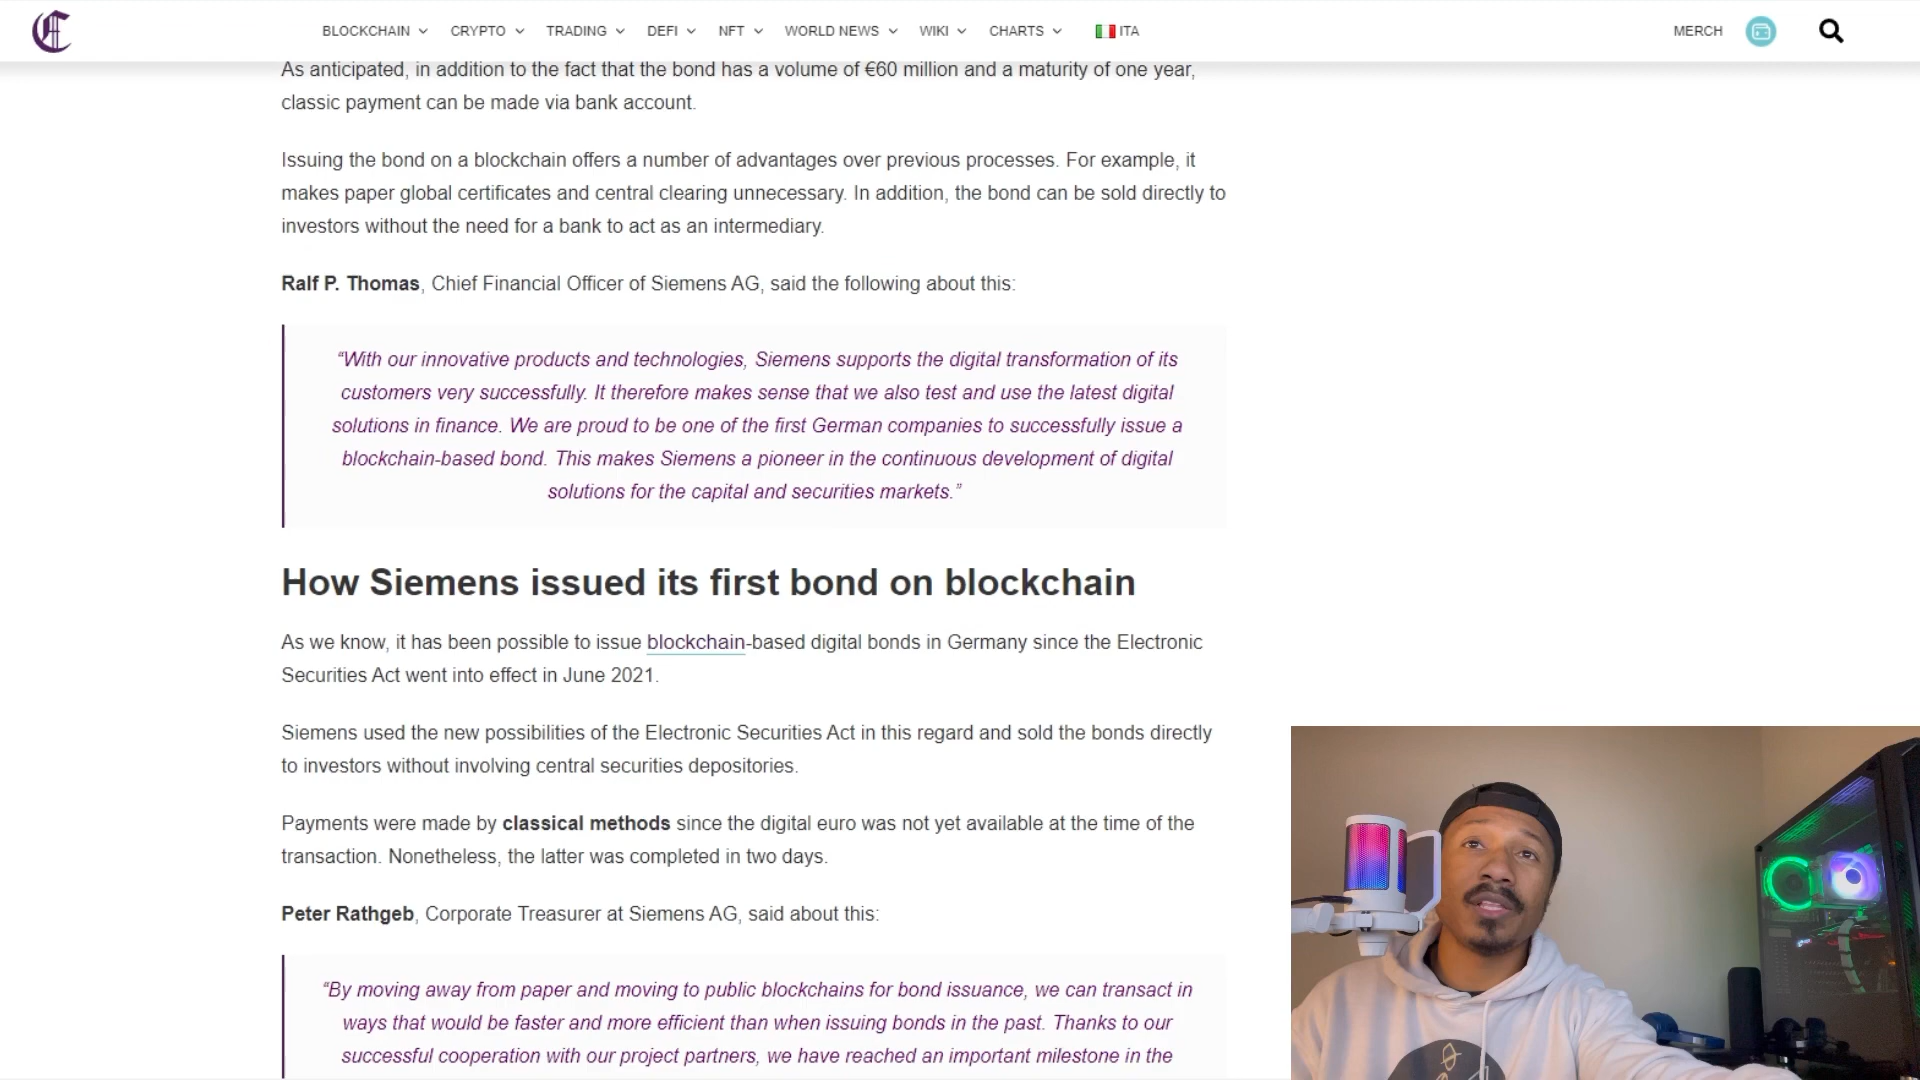 BLOCKCHAIN CRYPTO TRADING DEFI NFT WORLD NEWS WIKI CHARTS ITA MERCH
As anticipated, in addition to the fact that the bond has a volume of €60 million and a maturity of one year,
classic payment can be made via bank account.
Issuing the bond on a blockchain offers a number of advantages over previous processes. For example, it
makes paper global certificates and central clearing unnecessary. In addition, the bond can be sold directly to
investors without the need for a bank to act as an intermediary.
Ralf P. Thomas, Chief Financial Officer of Siemens AG, said the following about this:
“With our innovative products and technologies, Siemens supports the digital transformation of its
customers very successfully. It therefore makes sense that we also test and use the latest digital
solutions in finance. We are proud to be one of the first German companies to successfully issue a
blockchain-based bond. This makes Siemens a pioneer in the continuous development of digital
solutions for the capital and securities markets.”
How Siemens issued its first bond on blockchain
As we know, it has been possible to issue blockchain-based digital bonds in Germany since the Electronic
Securities Act went into effect in June 2021.
Siemens used the new possibilities of the Electronic Securities Act in this regard and sold the bonds directly
to investors without involving central securities depositories.
Payments were made by classical methods since the digital euro was not yet available at the time of the
transaction. Nonetheless, the latter was completed in two days.
Peter Rathgeb, Corporate Treasurer at Siemens AG, said about this:
“By moving away from paper and moving to public blockchains for bond issuance, we can transact in
ways that would be faster and more efficient than when issuing bonds in the past. Thanks to our
successful cooperation with our project partners, we have reached an important milestone in the